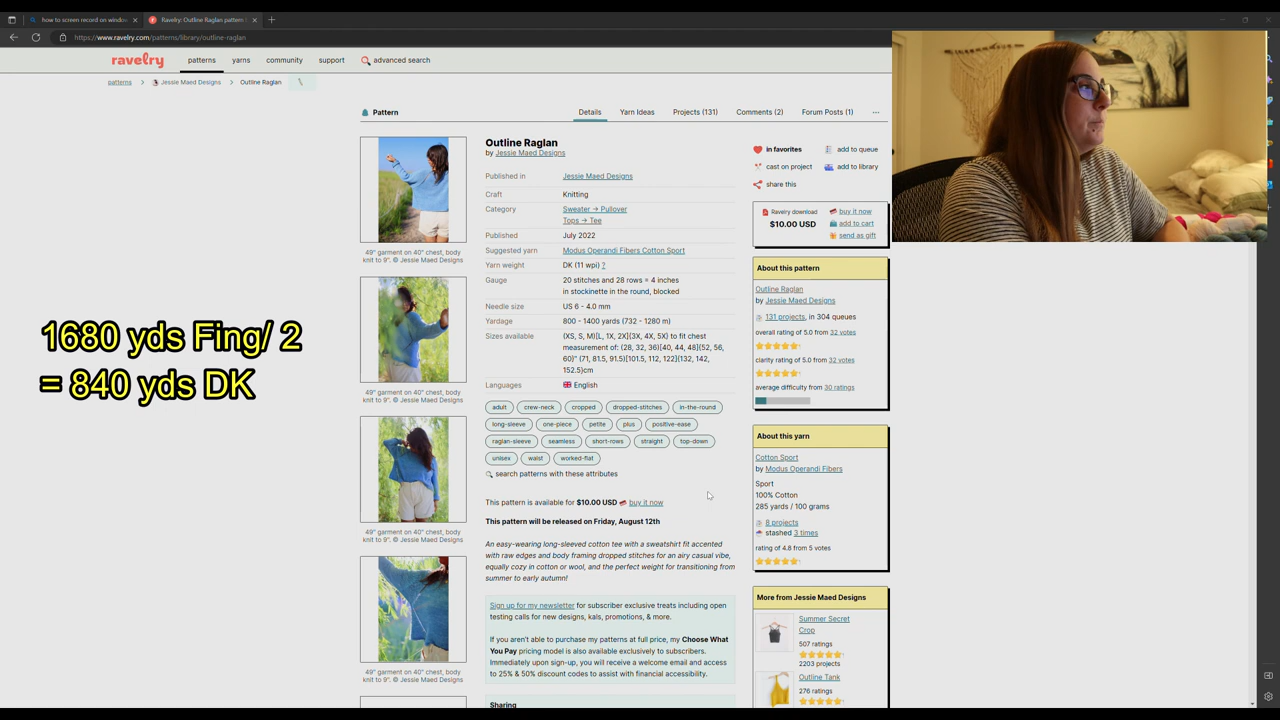 how to screen record on window
Ravelry: Outline Raglan pattern
https://www.ravelry.com/patterns/library/outline-raglan
ravelry
patterns
yarns
community
support
advanced search
patterns
Jessie Maed Designs
Outline Raglan
Pattern
Details
Yarn Ideas
Projects (131)
Comments (2)
Forum Posts (1)
49" garment on 40" chest, body
knit to 9". © Jessie Maed Designs
49" garment on 40" chest, body
knit to 9". © Jessie Maed Designs
49" garment on 40" chest, body
knit to 9". © Jessie Maed Designs
49" garment on 40" chest, body
knit to 9". © Jessie Maed Designs
1680 yds Fing/ 2
= 840 yds DK
Outline Raglan
by Jessie Maed Designs
Published in Jessie Maed Designs
Craft Knitting
Category Sweater → Pullover
Tops → Tee
Published July 2022
Suggested yarn Modus Operandi Fibers Cotton Sport
Yarn weight DK (11 wpi) ?
Gauge 20 stitches and 28 rows = 4 inches
in stockinette in the round, blocked
Needle size US 6 - 4.0 mm
Yardage 800 - 1400 yards (732 - 1280 m)
Sizes available (XS, S, M)[L, 1X, 2X]{3X, 4X, 5X} to fit chest
measurement of: (28, 32, 36)[40, 44, 48]{52, 56,
60}" (71, 81.5, 91.5)[101.5, 112, 122]{132, 142,
152.5}cm
Languages English
adult crew-neck cropped dropped-stitches in-the-round
long-sleeve one-piece petite plus positive-ease
raglan-sleeve seamless short-rows straight top-down
unisex waist worked-flat
search patterns with these attributes
This pattern is available for $10.00 USD buy it now
This pattern will be released on Friday, August 12th
An easy-wearing long-sleeved cotton tee with a sweatshirt fit accented
with raw edges and body framing dropped stitches for an airy casual vibe,
equally cozy in cotton or wool, and the perfect weight for transitioning from
summer to early autumn!
Sign up for my newsletter for subscriber exclusive treats including open
testing calls for new designs, kals, promotions, & more.
If you aren't able to purchase my patterns at full price, my Choose What
You Pay pricing model is also available exclusively to subscribers.
Immediately upon sign-up, you will receive a welcome email and access
to 25% & 50% discount codes to assist with financial accessibility.
Sharing
in favorites
add to queue
cast on project
add to library
share this
Ravelry download
$10.00 USD
buy it now
add to cart
send as gift
About this pattern
Outline Raglan
by Jessie Maed Designs
131 projects, in 304 queues
overall rating of 5.0 from 32 votes
clarity rating of 5.0 from 32 votes
average difficulty from 30 ratings
About this yarn
Cotton Sport
by Modus Operandi Fibers
Sport
100% Cotton
285 yards / 100 grams
8 projects
stashed 3 times
rating of 4.8 from 5 votes
More from Jessie Maed Designs
Summer Secret
Crop
507 ratings
2203 projects
Outline Tank
276 ratings